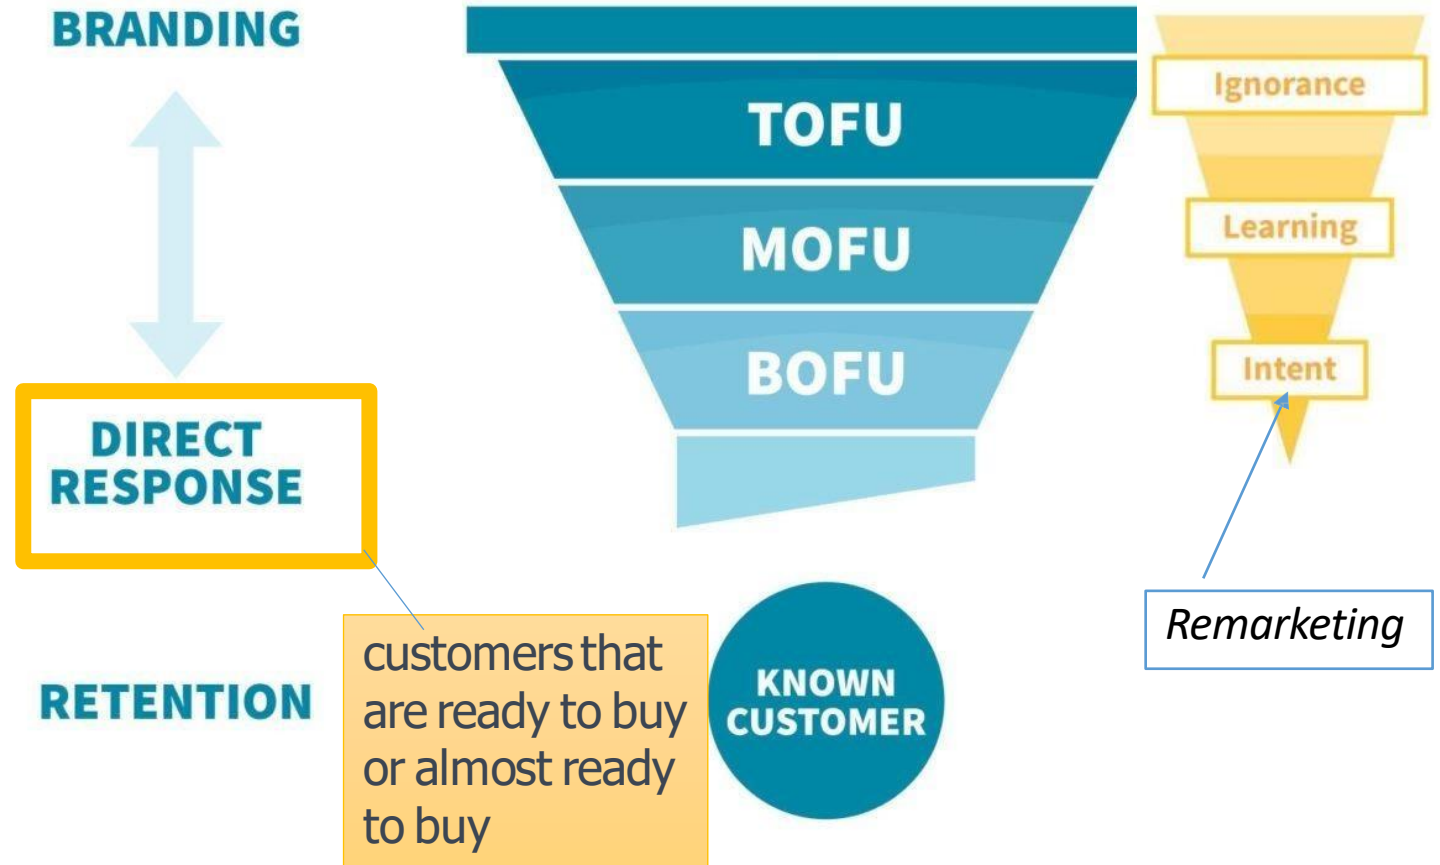 BRANDING
TOFU
MOFU
BOFU
Ignorance
Learning
Intent
DIRECT
RESPONSE
Remarketing
customers that
are ready to buy
or almost ready
to buy
RETENTION
KNOWN
CUSTOMER